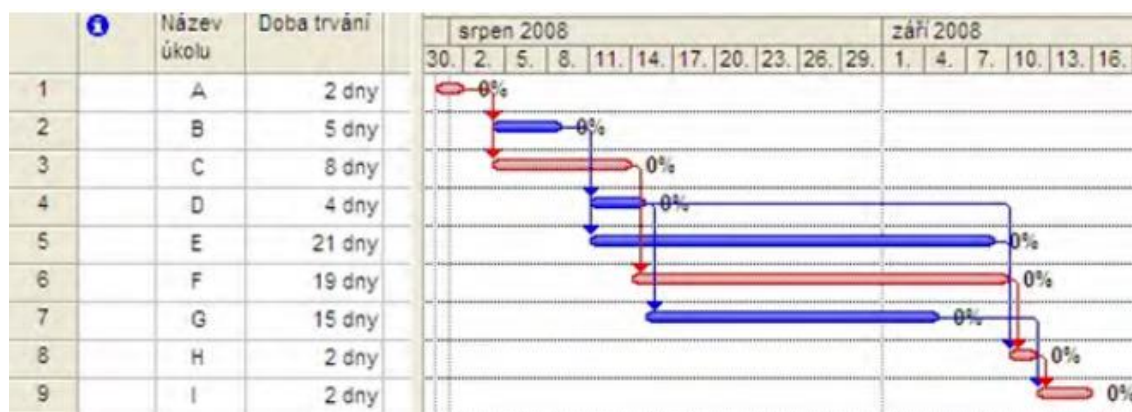 Název úkolu Doba trvání
srpen 2008 září 2008
30. 2. 5. 8. 11. 14. 17. 20. 23. 26. 29. 1. 4. 7. 10. 13. 16.
1 A 2 dny 0%
2 B 5 dny 0%
3 C 8 dny 0%
4 D 4 dny 0%
5 E 21 dny 0%
6 F 19 dny 0%
7 G 15 dny 0%
8 H 2 dny 0%
9 I 2 dny 0%